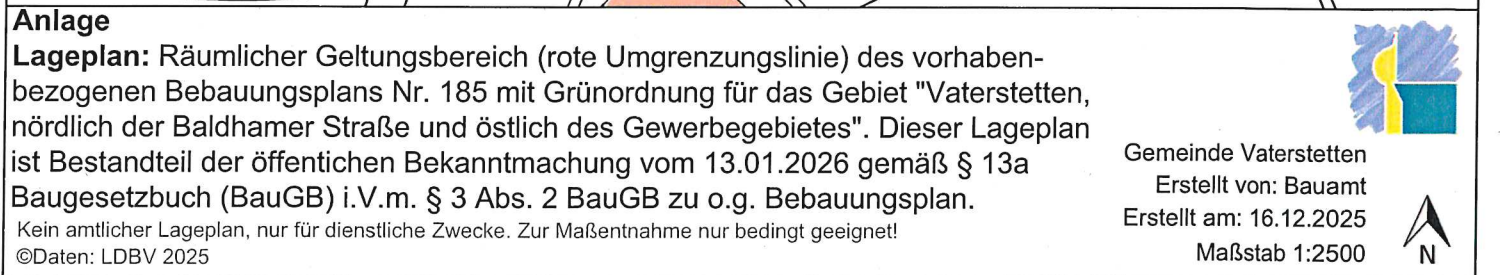 Anlage
Lageplan: Räumlicher Geltungsbereich (rote Umgrenzungslinie) des vorhaben-
bezogenen Bebauungsplans Nr. 185 mit Grünordnung für das Gebiet "Vaterstetten,
nördlich der Baldhamer Straße und östlich des Gewerbegebietes". Dieser Lageplan
ist Bestandteil der öffentichen Bekanntmachung vom 13.01.2026 gemäß § 13a
Baugesetzbuch (BauGB) i.V.m. § 3 Abs. 2 BauGB zu o.g. Bebauungsplan.
Kein amtlicher Lageplan, nur für dienstliche Zwecke. Zur Maßentnahme nur bedingt geeignet!
©Daten: LDBV 2025
Gemeinde Vaterstetten
Erstellt von: Bauamt
Erstellt am: 16.12.2025
Maßstab 1:2500
N